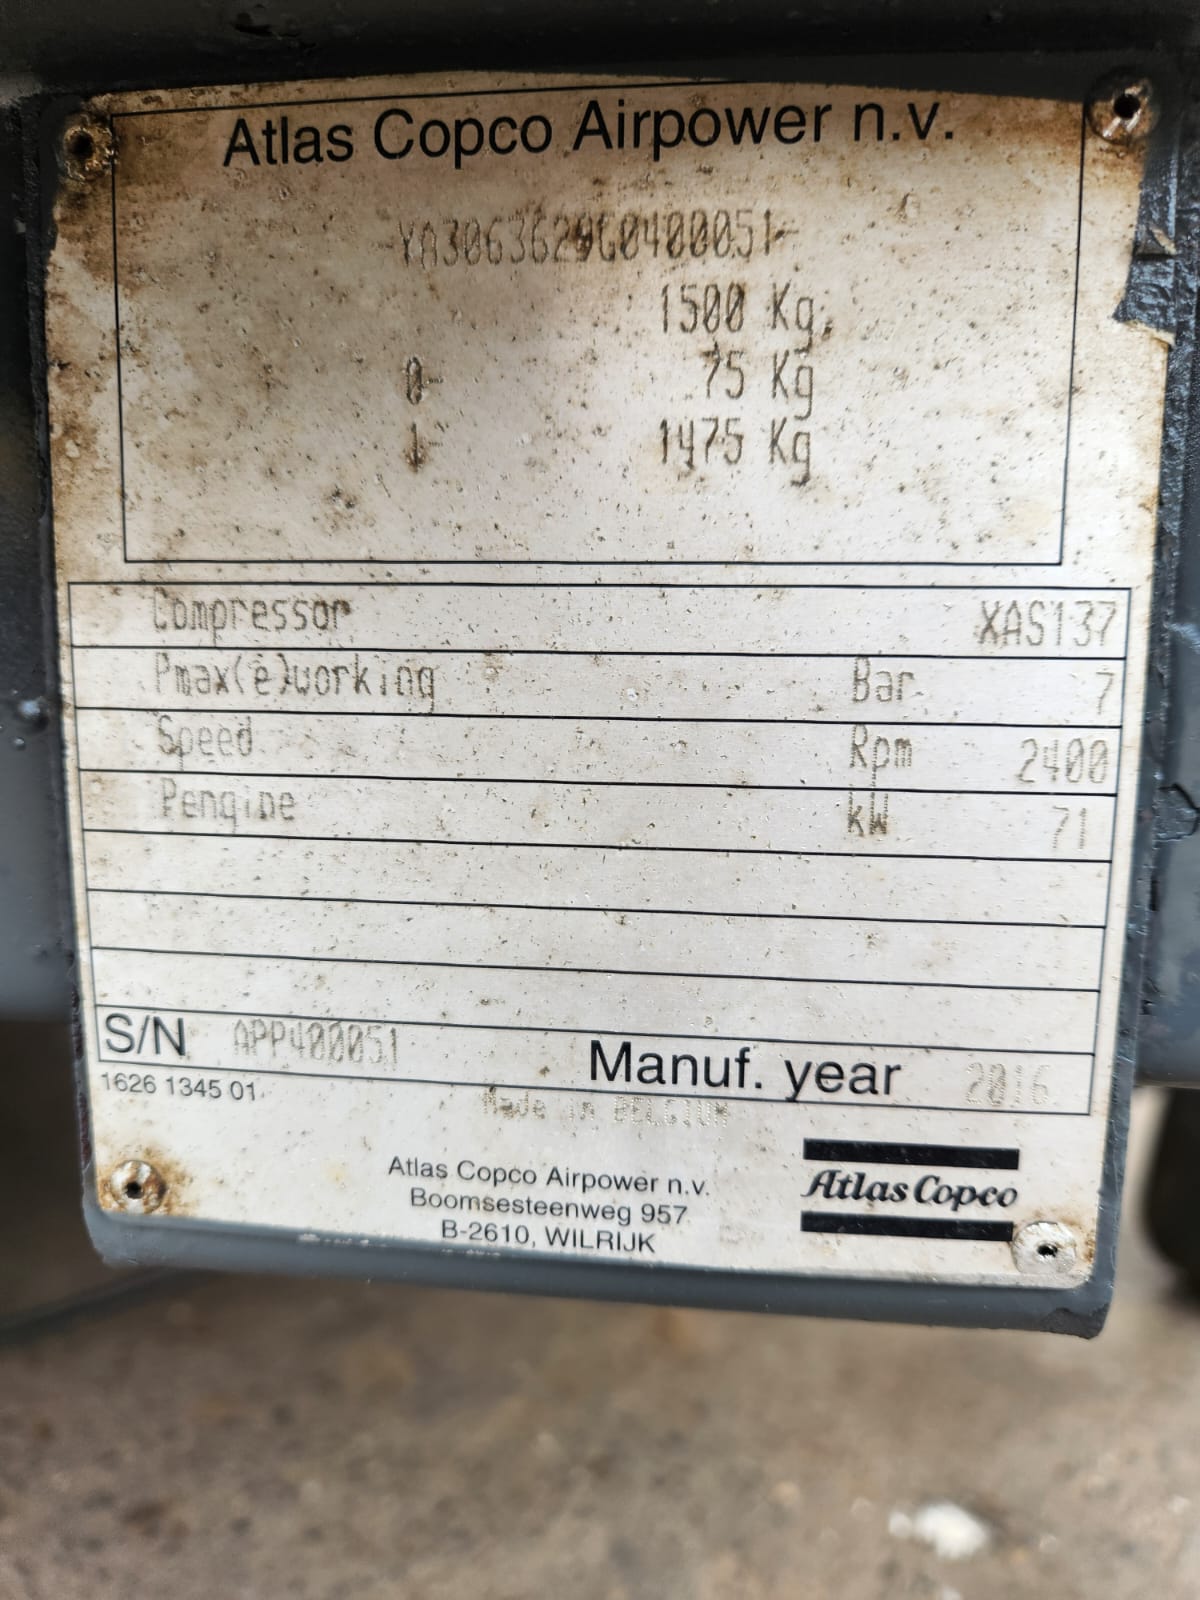 Atlas Copco Airpower n.v.
YA3063629G0400051
1500 Kg
0- 75 Kg
1- 1475 Kg
Compressor XAS137
Pmax(e)working Bar 7
Speed Rpm 2400
Pengine kW 71
S/N APP400051 Manuf. year 2016
1626 1345 01
Made in BELGIUM
Atlas Copco Airpower n.v.
Boomsesteenweg 957
B-2610, WILRIJK
Atlas Copco